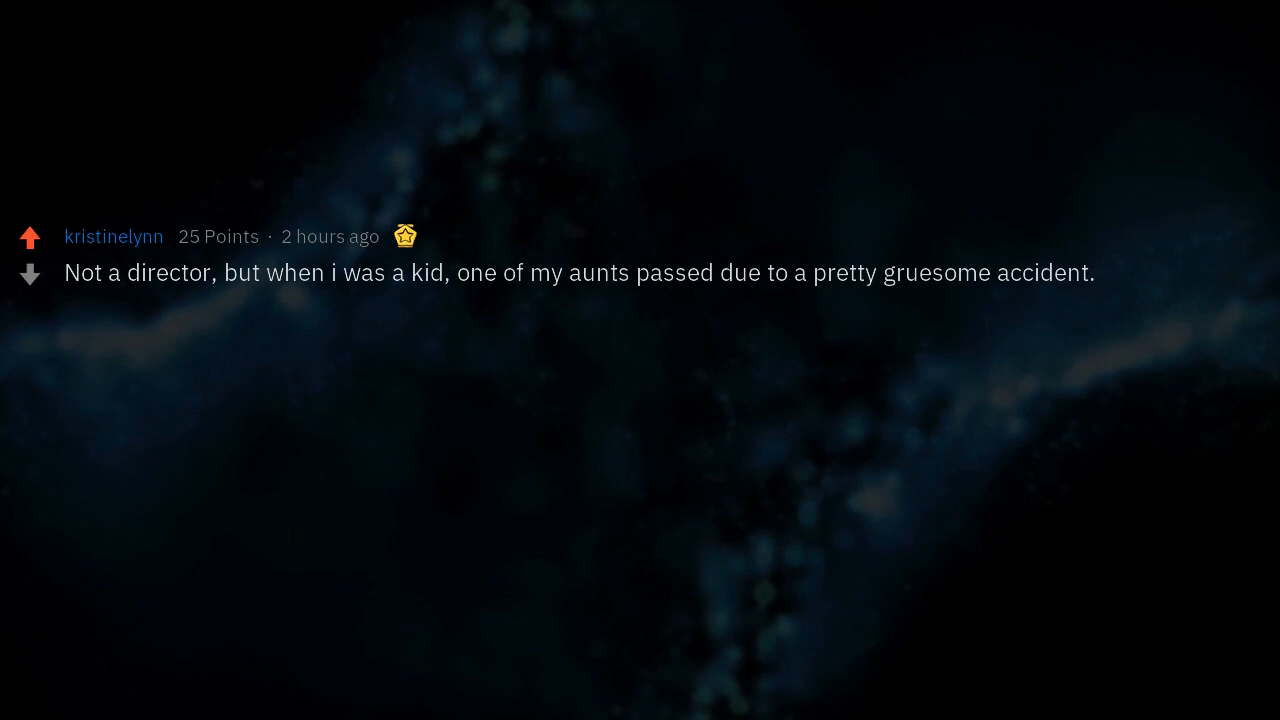 kristinelynn 25 Points · 2 hours ago
Not a director, but when i was a kid, one of my aunts passed due to a pretty gruesome accident.